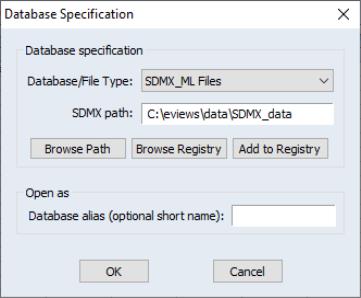 Database Specification
Database specification
Database/File Type: SDMX_ML Files
SDMX path: C:\eviews\data\SDMX_data
Browse Path Browse Registry Add to Registry
Open as
Database alias (optional short name):
OK Cancel